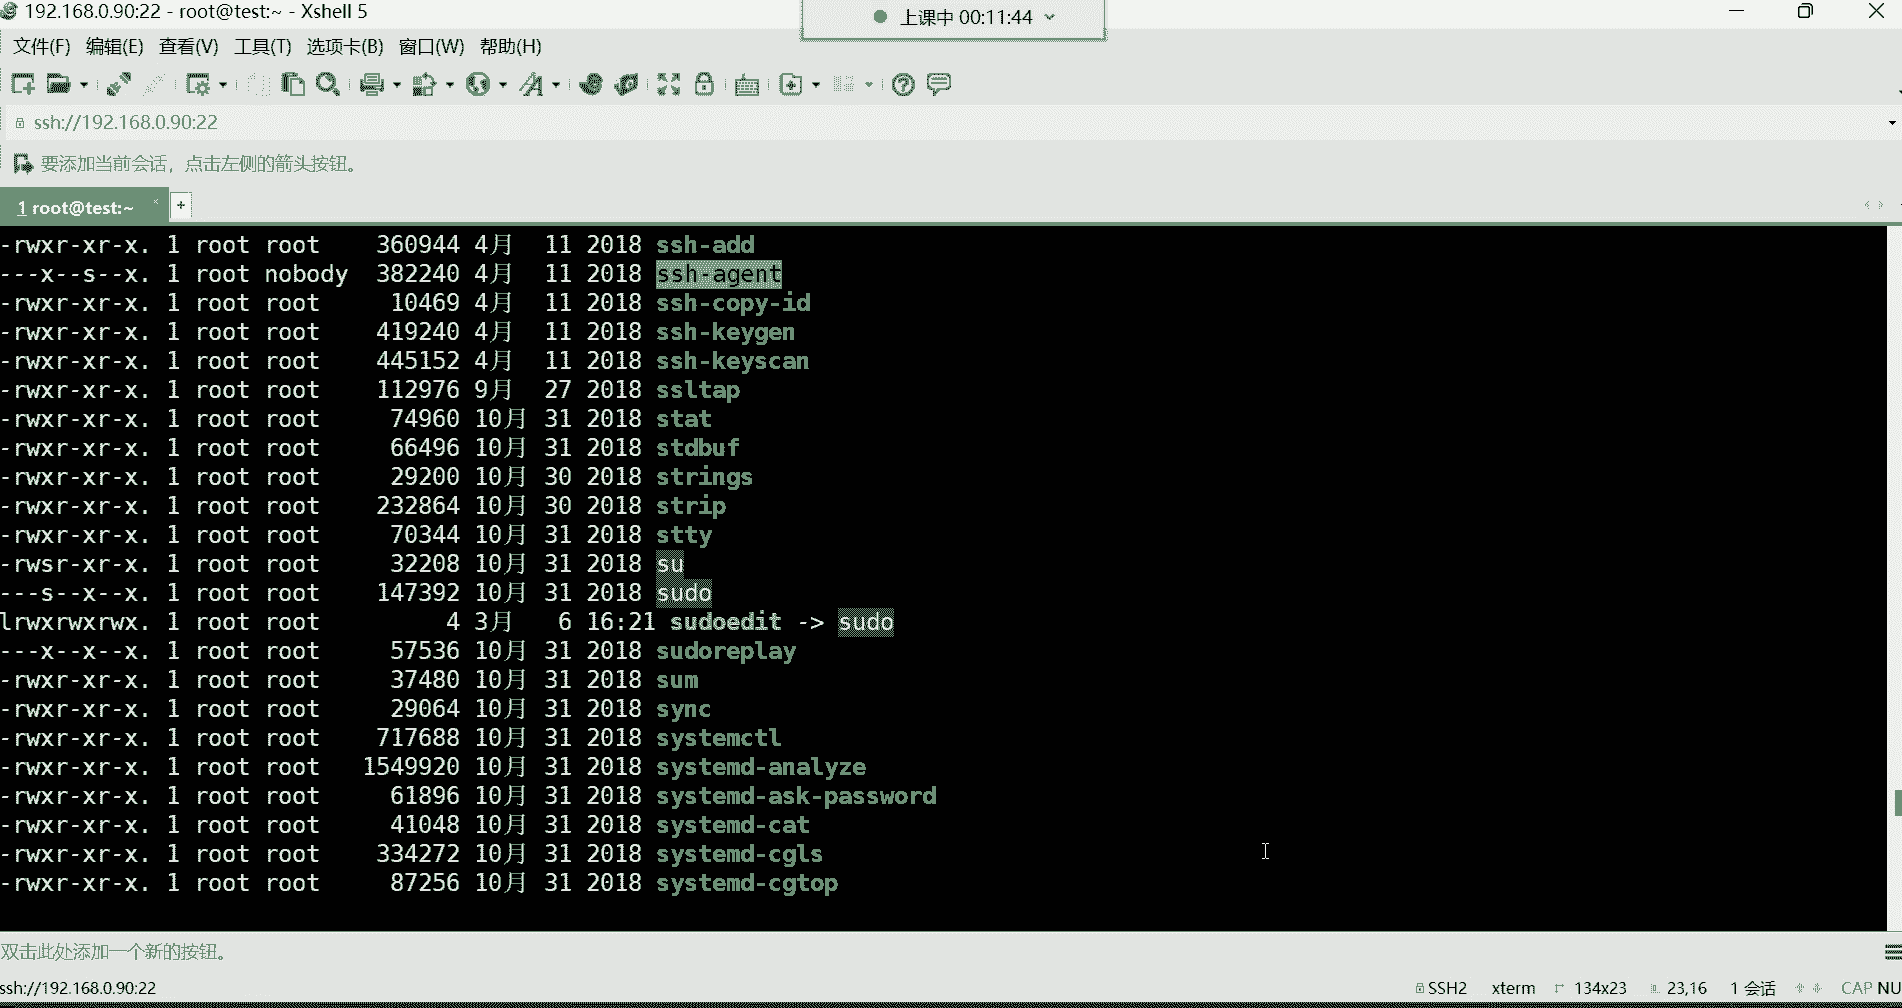 192.168.0.90:22 - root@test:~ - Xshell 5
上课中 00:11:44
文件(F) 编辑(E) 查看(V) 工具(T) 选项卡(B) 窗口(W) 帮助(H)
ssh://192.168.0.90:22
要添加当前会话，点击左侧的箭头按钮。
1 root@test:~ × +
-rwxr-xr-x. 1 root root    360944 4月  11 2018 ssh-add
---x--s--x. 1 root nobody  382240 4月  11 2018 ssh-agent
-rwxr-xr-x. 1 root root     10469 4月  11 2018 ssh-copy-id
-rwxr-xr-x. 1 root root    419240 4月  11 2018 ssh-keygen
-rwxr-xr-x. 1 root root    445152 4月  11 2018 ssh-keyscan
-rwxr-xr-x. 1 root root    112976 9月  27 2018 ssltap
-rwxr-xr-x. 1 root root     74960 10月 31 2018 stat
-rwxr-xr-x. 1 root root     66496 10月 31 2018 stdbuf
-rwxr-xr-x. 1 root root     29200 10月 30 2018 strings
-rwxr-xr-x. 1 root root    232864 10月 30 2018 strip
-rwxr-xr-x. 1 root root     70344 10月 31 2018 stty
-rwsr-xr-x. 1 root root     32208 10月 31 2018 su
---s--x--x. 1 root root    147392 10月 31 2018 sudo
lrwxrwxrwx. 1 root root         4 3月   6 16:21 sudoedit -> sudo
---x--x--x. 1 root root     57536 10月 31 2018 sudoreplay
-rwxr-xr-x. 1 root root     37480 10月 31 2018 sum
-rwxr-xr-x. 1 root root     29064 10月 31 2018 sync
-rwxr-xr-x. 1 root root    717688 10月 31 2018 systemctl
-rwxr-xr-x. 1 root root   1549920 10月 31 2018 systemd-analyze
-rwxr-xr-x. 1 root root     61896 10月 31 2018 systemd-ask-password
-rwxr-xr-x. 1 root root     41048 10月 31 2018 systemd-cat
-rwxr-xr-x. 1 root root    334272 10月 31 2018 systemd-cgls
-rwxr-xr-x. 1 root root     87256 10月 31 2018 systemd-cgtop
双击此处添加一个新的按钮。
ssh://192.168.0.90:22 SSH2 xterm 134x23 23,16 1 会话 CAP NU